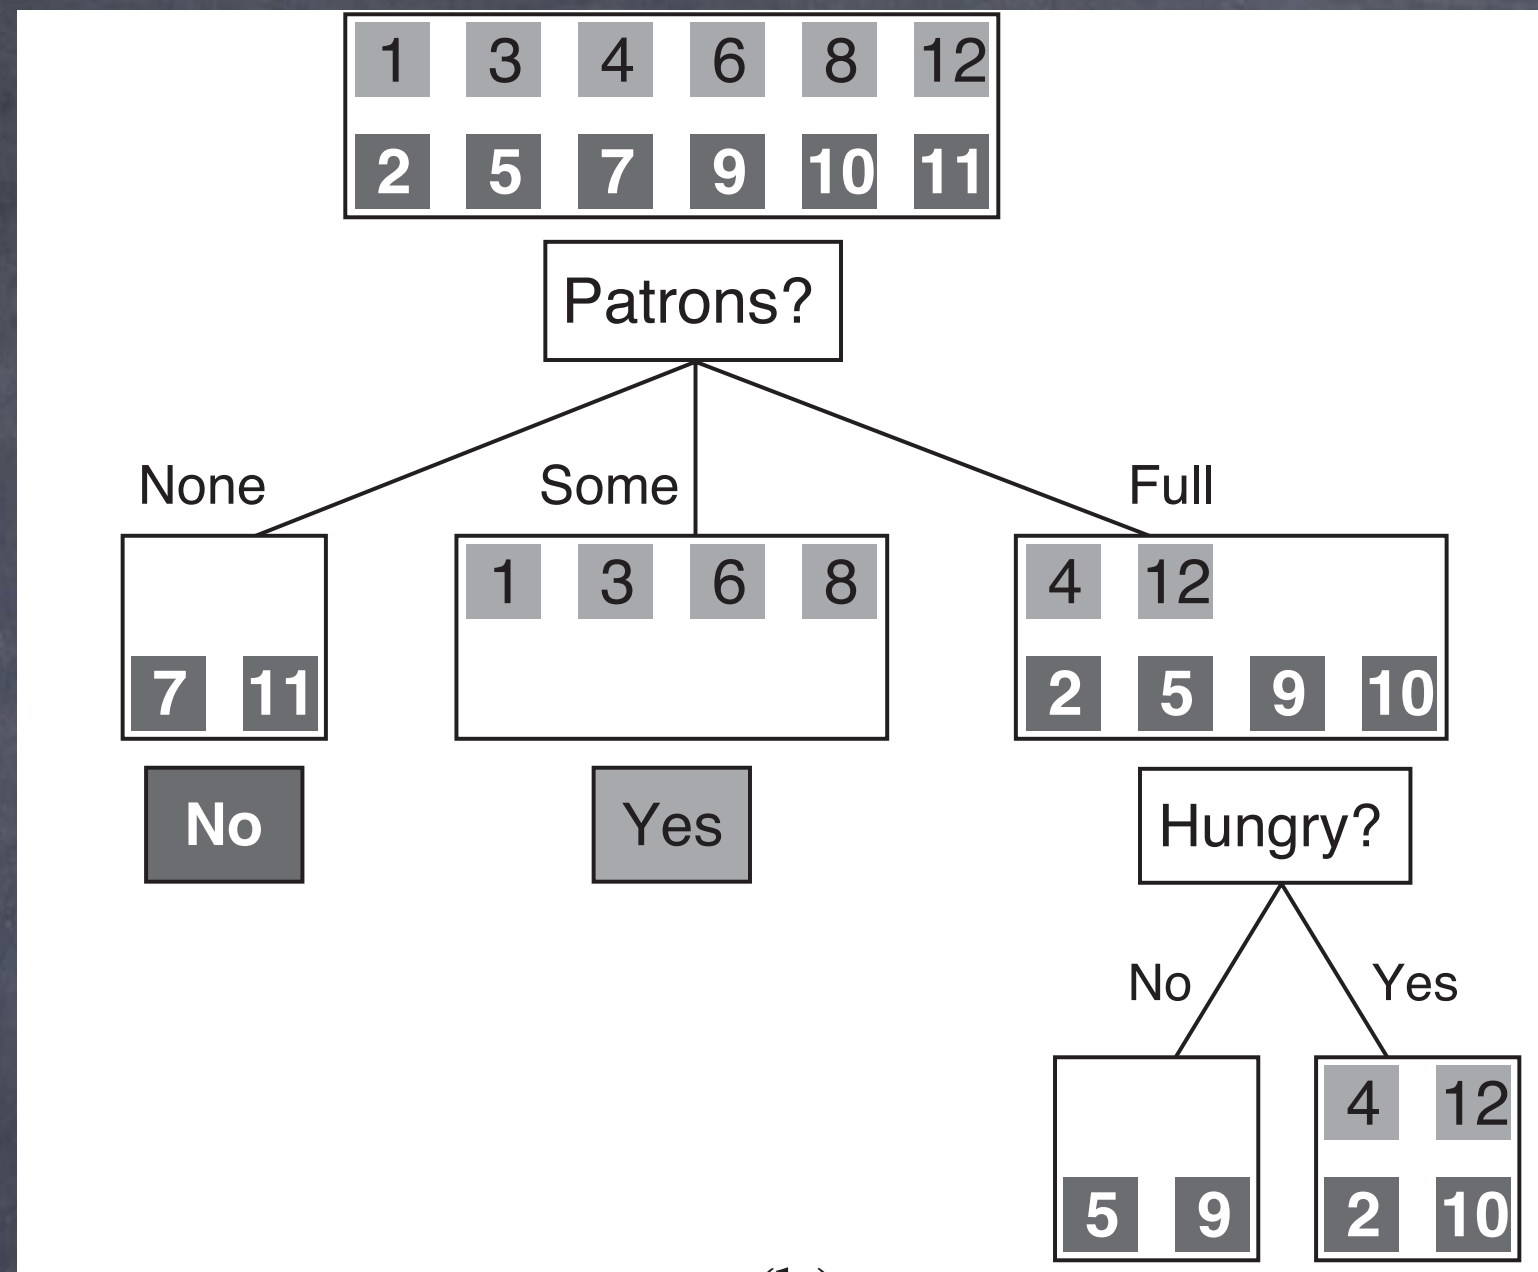 1 3 4 6 8 12
2 5 7 9 10 11
Patrons?
None Some Full
1 3 6 8 4 12
7 11 2 5 9 10
No Yes Hungry?
No Yes
4 12
5 9 2 10